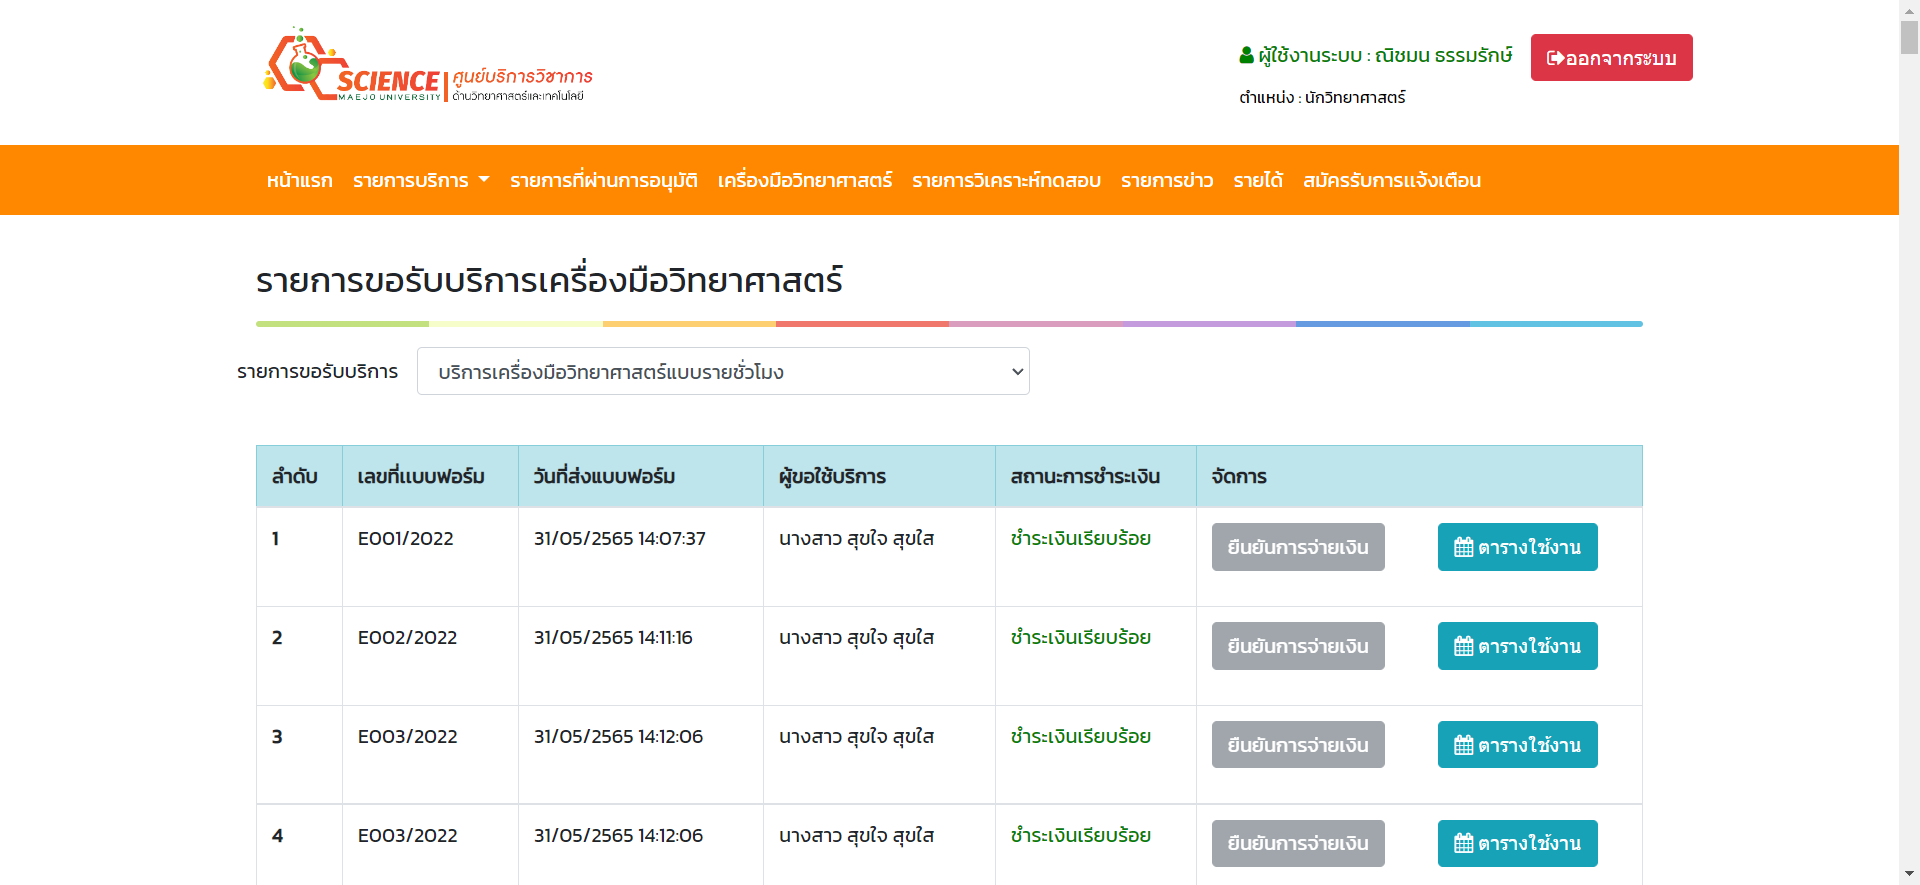 SCIENCE
MAEJO UNIVERSITY
ศูนย์บริการวิชาการ
ด้านวิทยาศาสตร์และเทคโนโลยี
ผู้ใช้งานระบบ : ณิชมน ธรรมรักษ์
ออกจากระบบ
ตำแหน่ง : นักวิทยาศาสตร์
หน้าแรก รายการบริการ รายการที่ผ่านการอนุมัติ เครื่องมือวิทยาศาสตร์ รายการวิเคราะห์ทดสอบ รายการข่าว รายได้ สมัครรับการแจ้งเตือน
รายการขอรับบริการเครื่องมือวิทยาศาสตร์
รายการขอรับบริการ บริการเครื่องมือวิทยาศาสตร์แบบรายชั่วโมง
ลำดับ เลขที่แบบฟอร์ม วันที่ส่งแบบฟอร์ม ผู้ขอใช้บริการ สถานะการชำระเงิน จัดการ
1 E001/2022 31/05/2565 14:07:37 นางสาว สุขใจ สุขใส ชำระเงินเรียบร้อย ยืนยันการจ่ายเงิน ตารางใช้งาน
2 E002/2022 31/05/2565 14:11:16 นางสาว สุขใจ สุขใส ชำระเงินเรียบร้อย ยืนยันการจ่ายเงิน ตารางใช้งาน
3 E003/2022 31/05/2565 14:12:06 นางสาว สุขใจ สุขใส ชำระเงินเรียบร้อย ยืนยันการจ่ายเงิน ตารางใช้งาน
4 E003/2022 31/05/2565 14:12:06 นางสาว สุขใจ สุขใส ชำระเงินเรียบร้อย ยืนยันการจ่ายเงิน ตารางใช้งาน